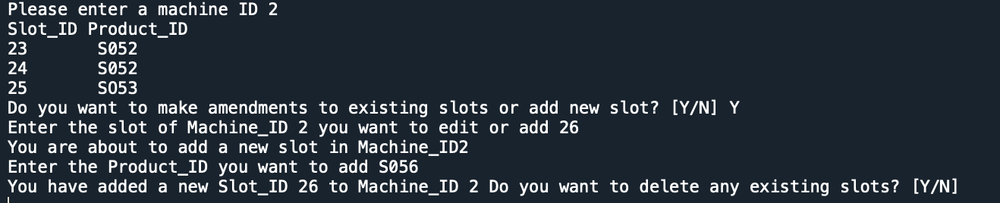 Please enter a machine ID 2
Slot_ID Product_ID
23 S052
24 S052
25 SO53
Do you want to make amendments to existing slots or add new slot? [Y/N] Y
Enter the slot of Machine_ID 2 you want to edit or add 26
You are about to add a new slot in Machine_ID2
Enter the Product_ID you want to add S056
You have added a new Slot_ID 26 to Machine_ID 2 Do you want to delete any existing slots? [Y/N]